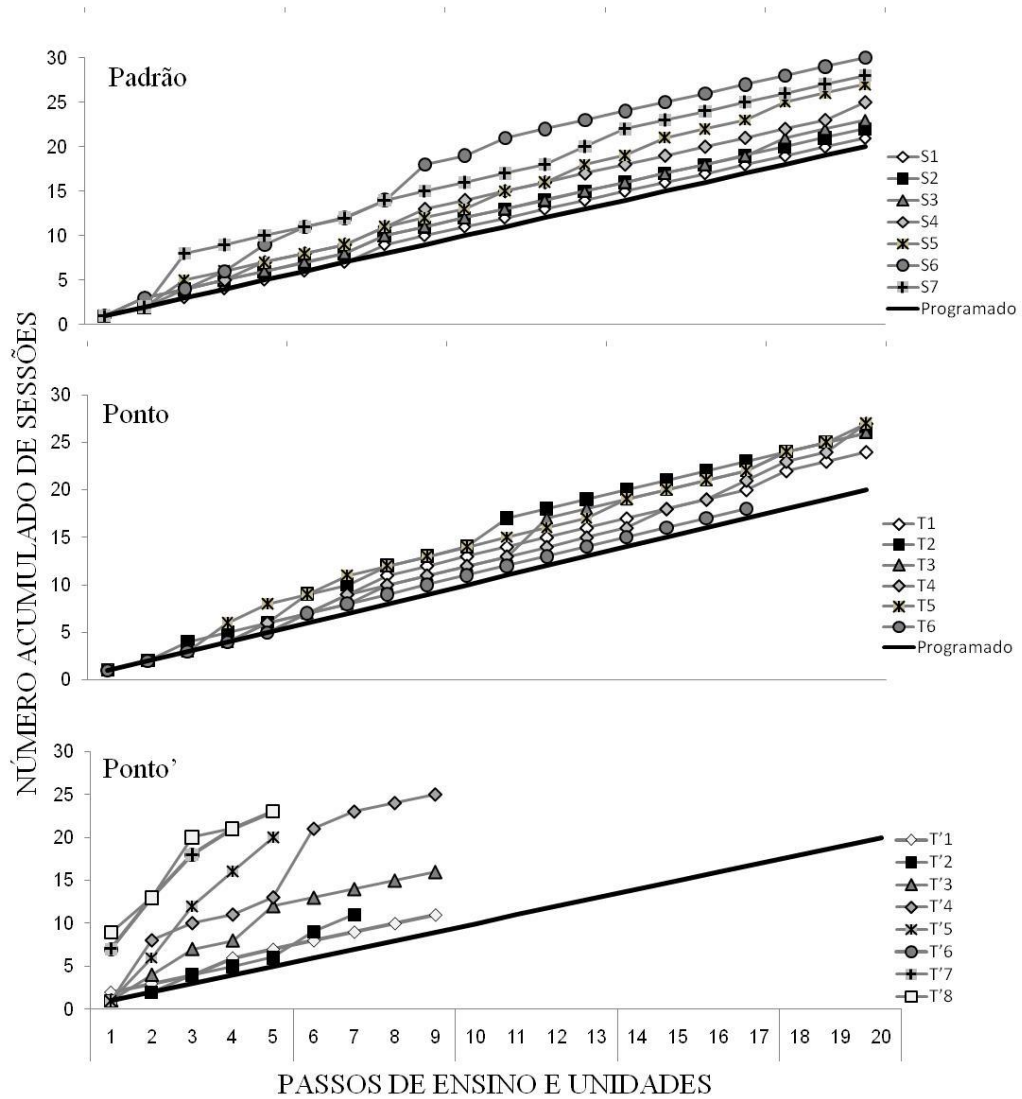 NÚMERO ACUMULADO DE SESSÕES
Padrão
30
25
20
15
10
5
0
S1
S2
S3
S4
S5
S6
S7
Programado
Ponto
30
25
20
15
10
5
0
T1
T2
T3
T4
T5
T6
Programado
Ponto'
30
25
20
15
10
5
0
T'1
T'2
T'3
T'4
T'5
T'6
T'7
T'8
1 2 3 4 5 6 7 8 9 10 11 12 13 14 15 16 17 18 19 20
PASSOS DE ENSINO E UNIDADES